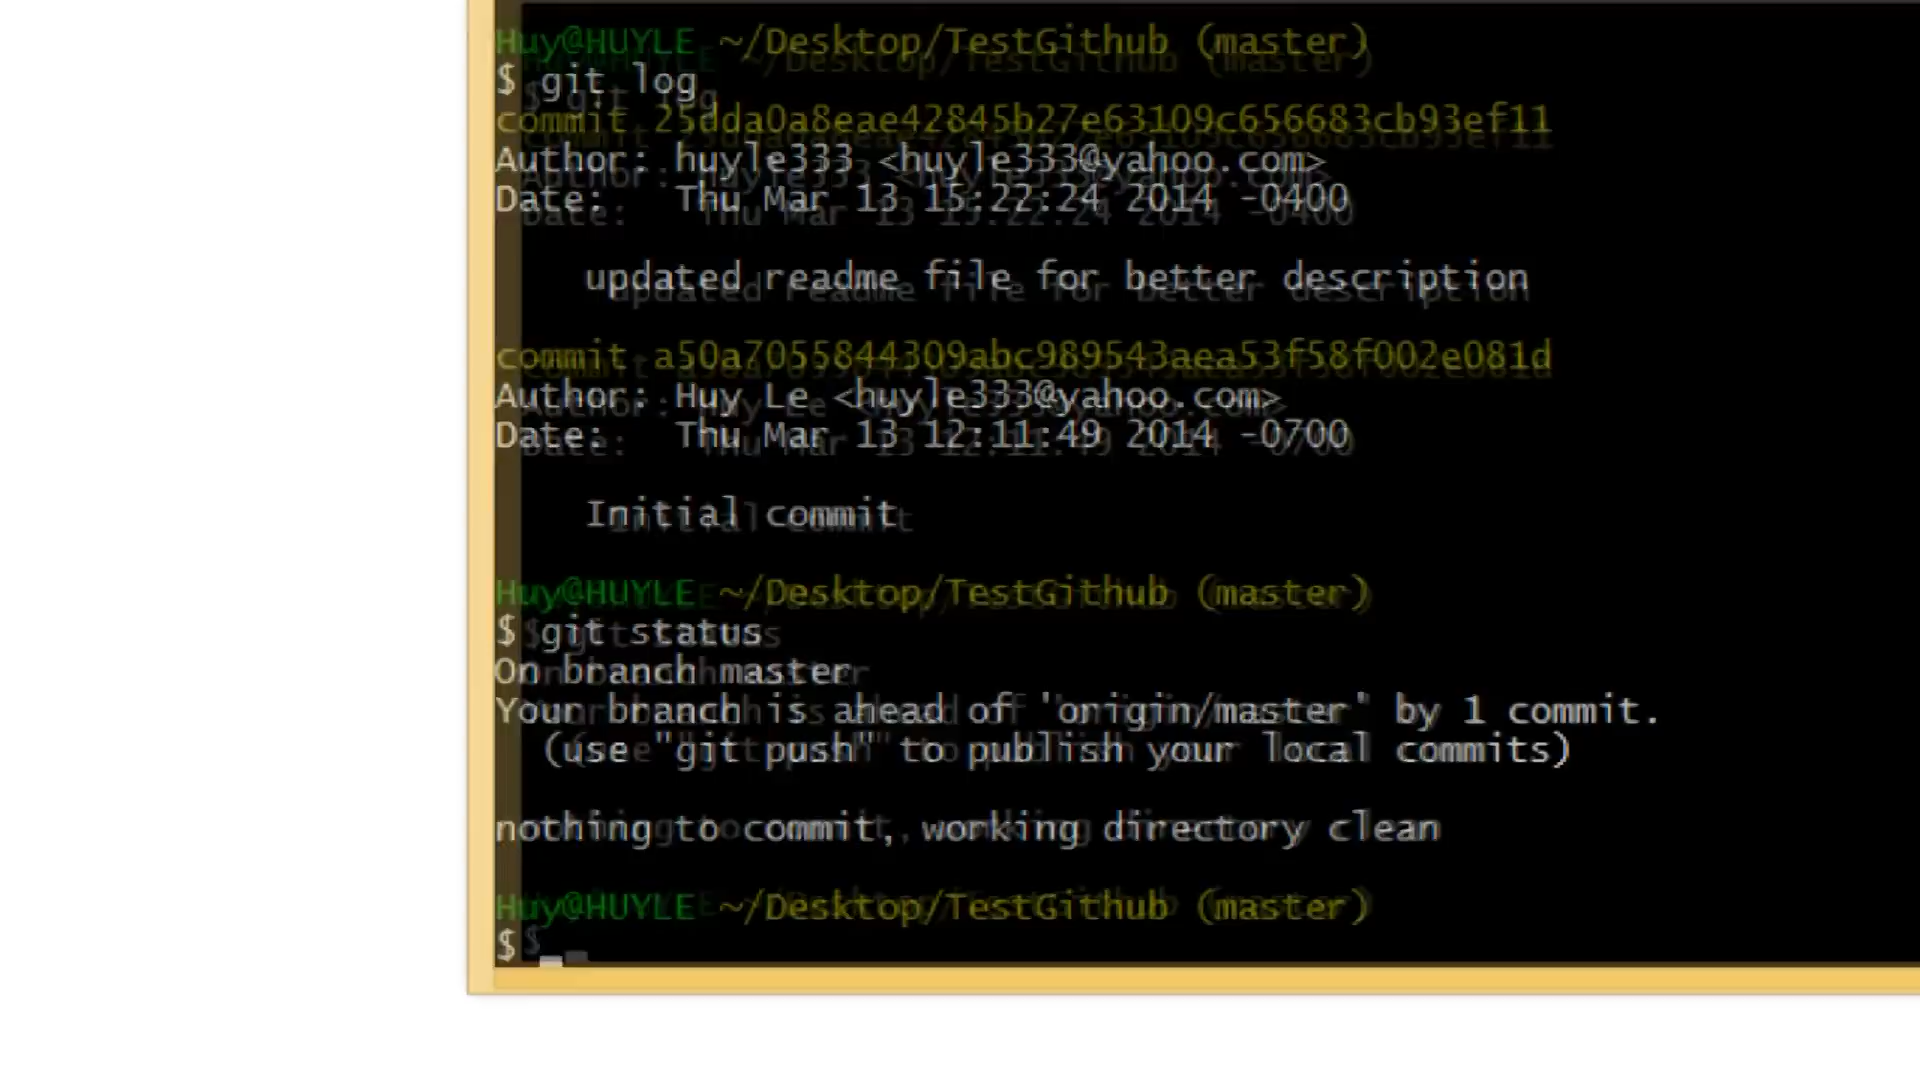 Huy@HUYLE ~/Desktop/TestGithub (master)
$ git log
commit 25dda0a8eae42845b27e63109c656683cb93ef11
Author: huyle333 <huyle333@yahoo.com>
Date:   Thu Mar 13 15:22:24 2014 -0400
    updated readme file for better description
commit a50a7055844309abc989543aea53f58f002e081d
Author: Huy Le <huyle333@yahoo.com>
Date:   Thu Mar 13 12:11:49 2014 -0700
    Initial commit
Huy@HUYLE ~/Desktop/TestGithub (master)
$ git status
On branch master
Your branch is ahead of 'origin/master' by 1 commit.
  (use "git push" to publish your local commits)
nothing to commit, working directory clean
Huy@HUYLE ~/Desktop/TestGithub (master)
$